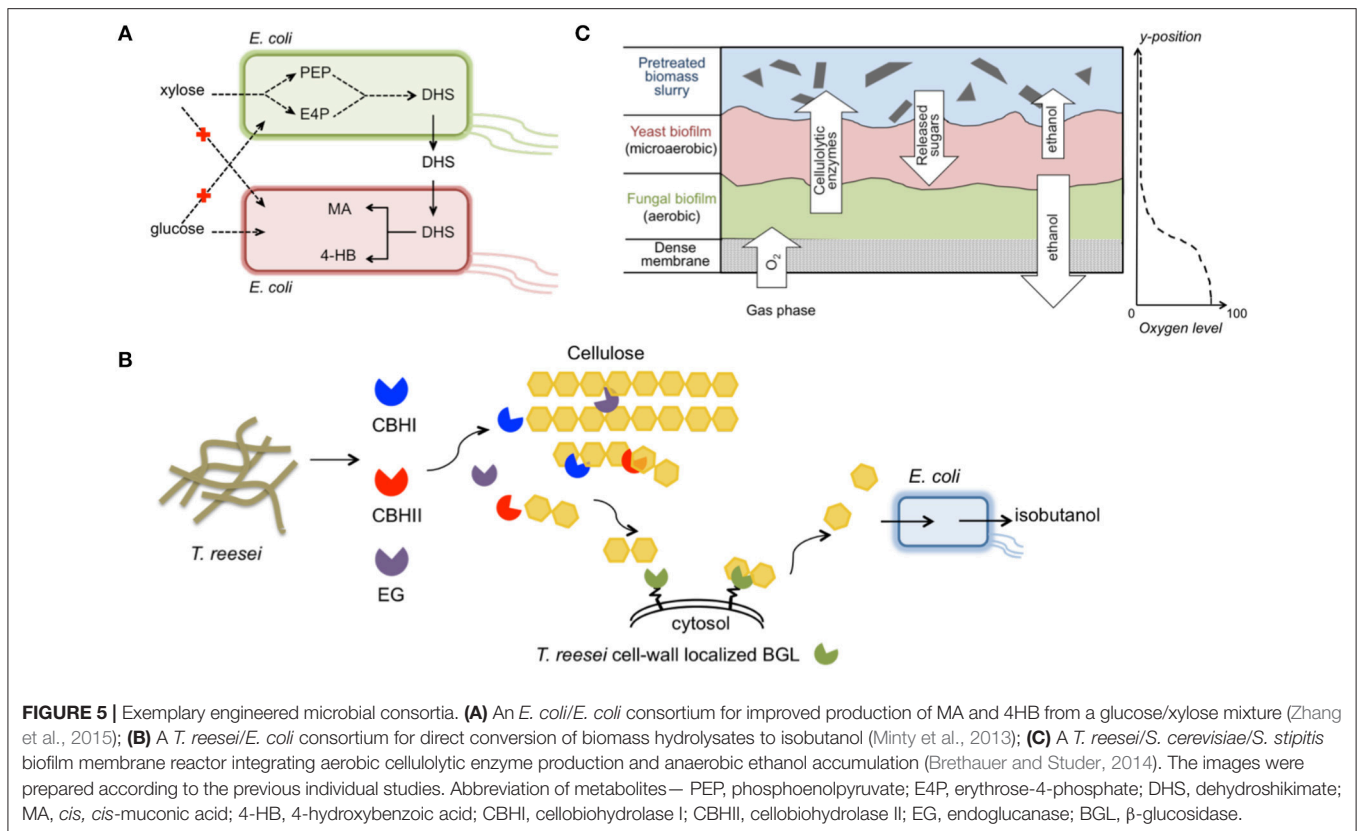 A
E. coli
xylose
PEP
E4P
DHS
DHS
glucose
MA
4-HB
DHS
E. coli
C
y-position
Pretreated
biomass
slurry
Yeast biofilm
(microaerobic)
Fungal biofilm
(aerobic)
Dense
membrane
Cellulolytic
enzymes
Released
sugars
ethanol
ethanol
O2
Gas phase
0
100
Oxygen level
B
T. reesei
CBHI
CBHII
EG
Cellulose
cytosol
T. reesei cell-wall localized BGL
E. coli
isobutanol
FIGURE 5 | Exemplary engineered microbial consortia. (A) An E. coli/E. coli consortium for improved production of MA and 4HB from a glucose/xylose mixture (Zhang
et al., 2015); (B) A T. reesei/E. coli consortium for direct conversion of biomass hydrolysates to isobutanol (Minty et al., 2013); (C) A T. reesei/S. cerevisiae/S. stipitis
biofilm membrane reactor integrating aerobic cellulolytic enzyme production and anaerobic ethanol accumulation (Brethauer and Studer, 2014). The images were
prepared according to the previous individual studies. Abbreviation of metabolites— PEP, phosphoenolpyruvate; E4P, erythrose-4-phosphate; DHS, dehydroshikimate;
MA, cis, cis-muconic acid; 4-HB, 4-hydroxybenzoic acid; CBHI, cellobiohydrolase I; CBHII, cellobiohydrolase II; EG, endoglucanase; BGL, β-glucosidase.